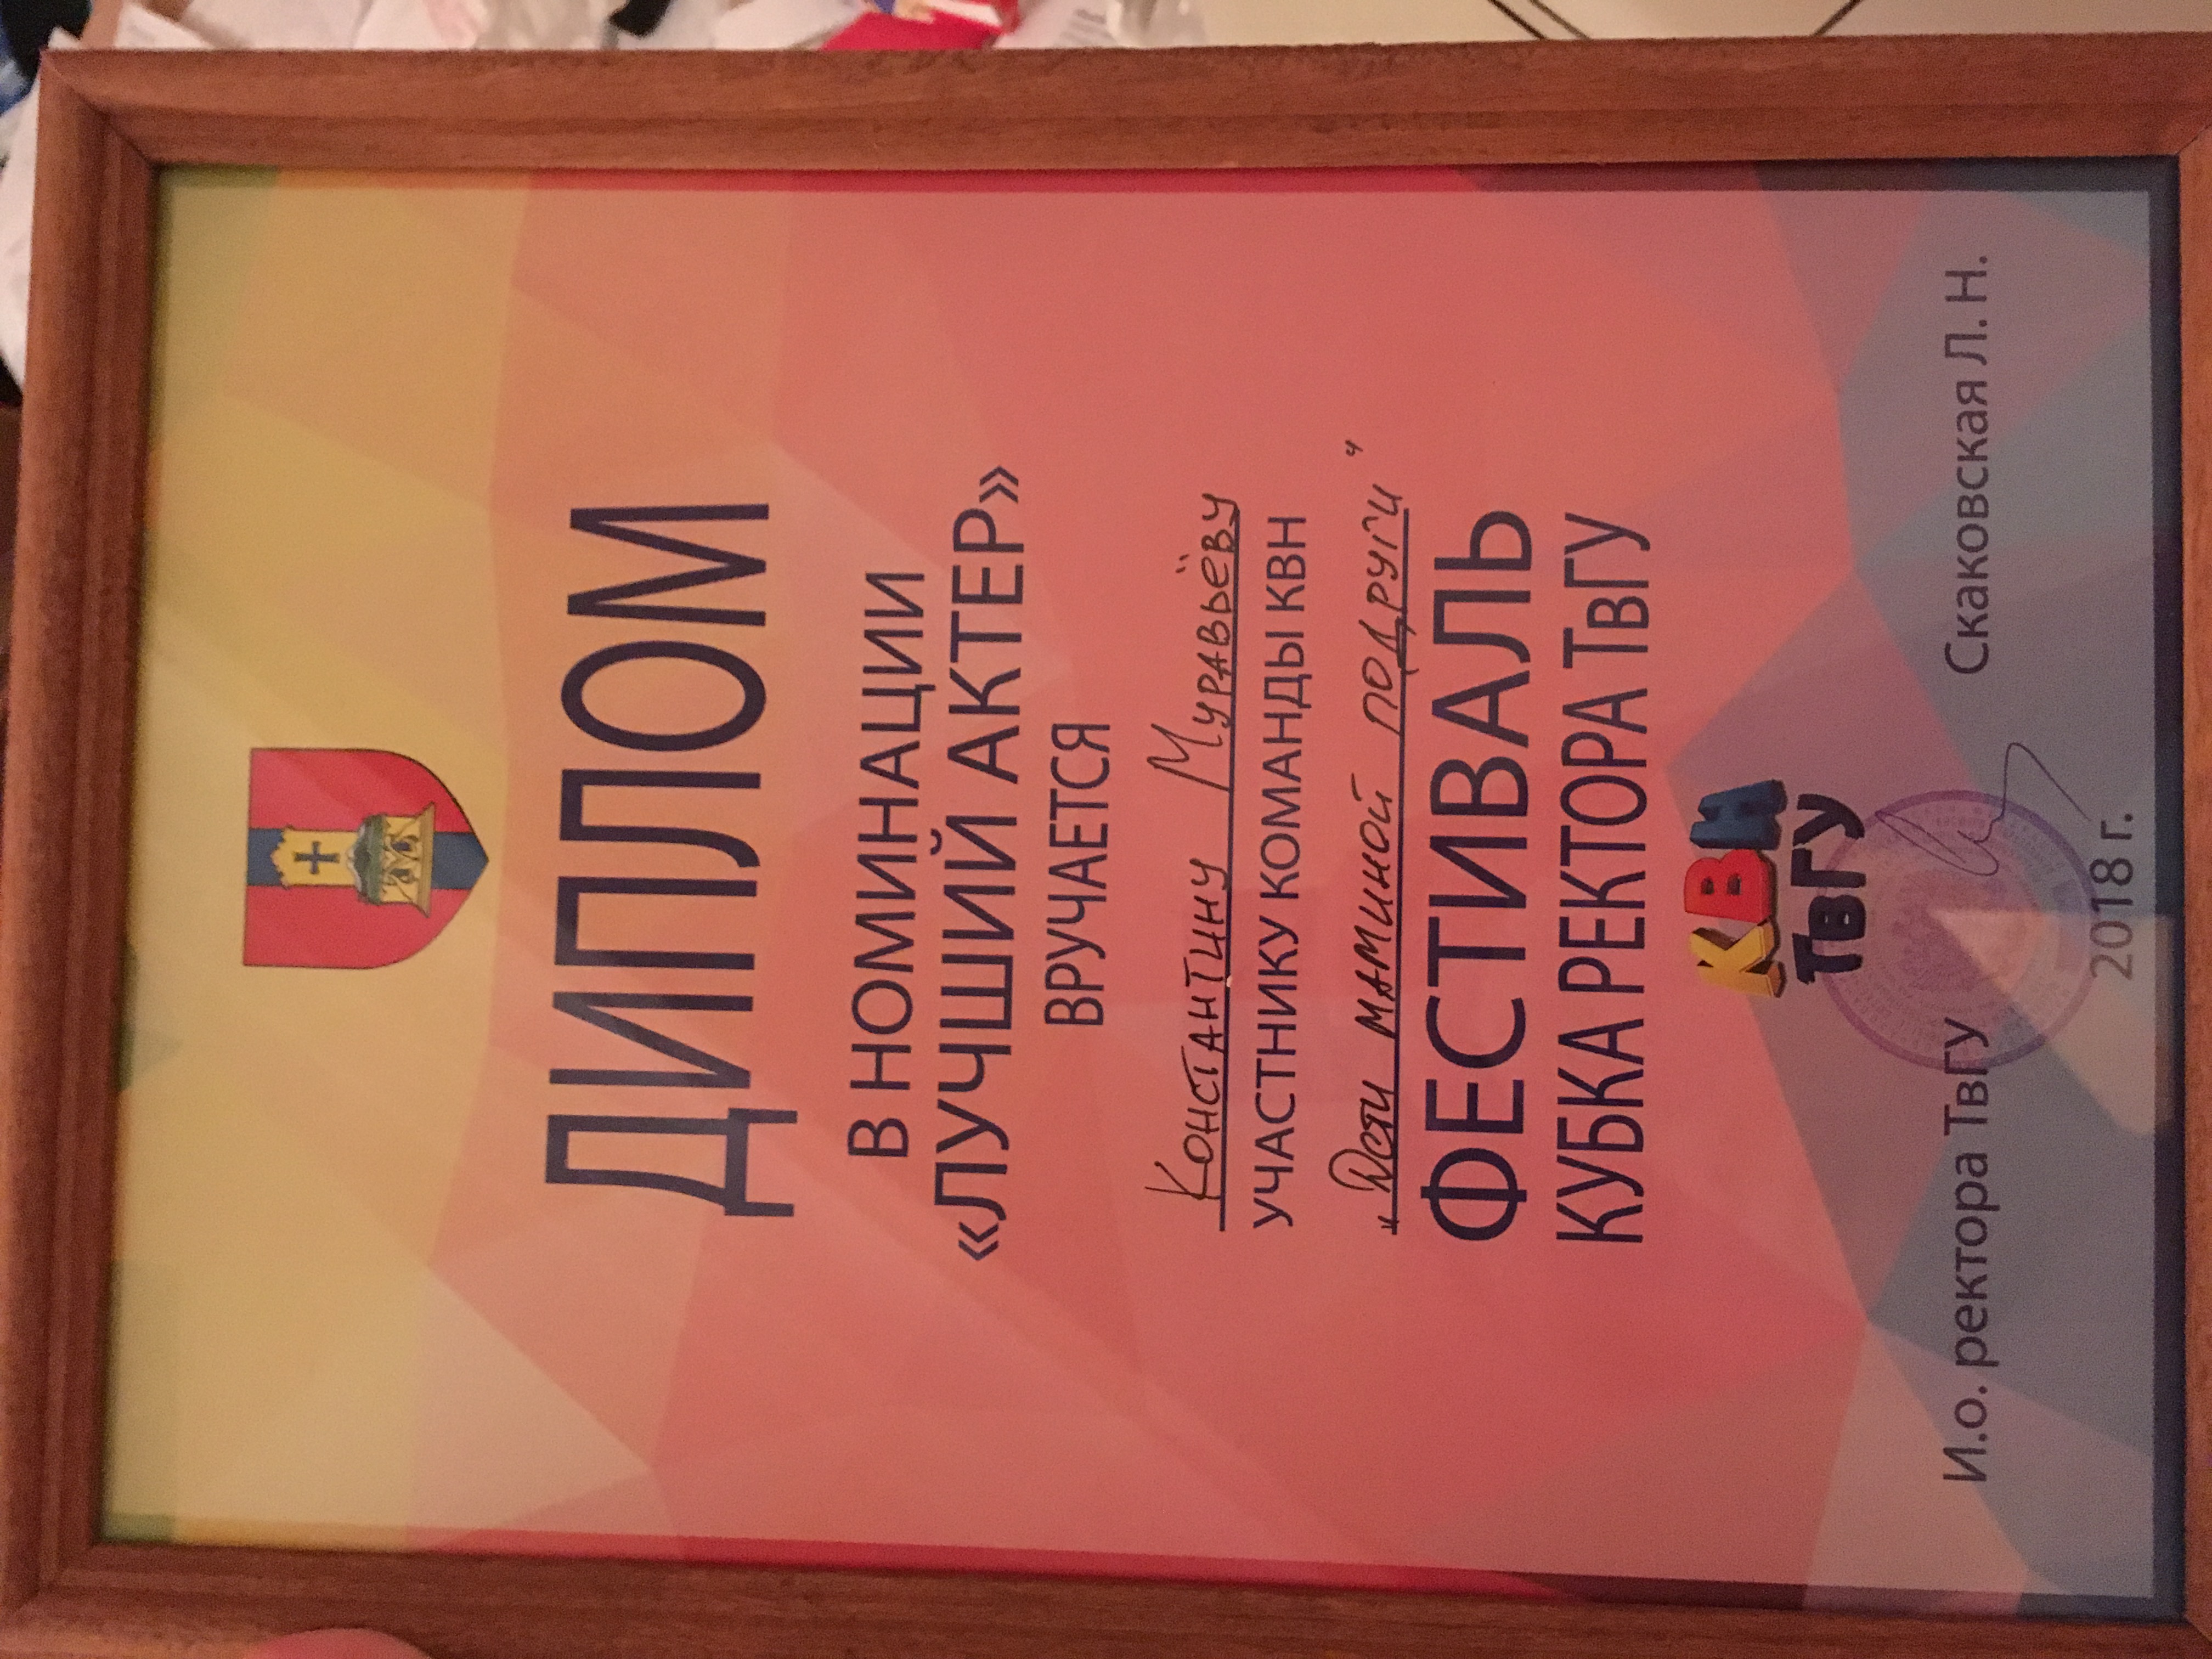 ДИПЛОМ
В НОМИНАЦИИ
«ЛУЧШИЙ АКТЕР»
ВРУЧАЕТСЯ
Константину Муравьёву
УЧАСТНИКУ КОМАНДЫ КВН
"Дети маминой подруги"
ФЕСТИВАЛЬ
КУБКА РЕКТОРА ТвГУ
КВН
ТвГУ
И.о. ректора ТвГУ Скаковская Л. Н.
2018 г.